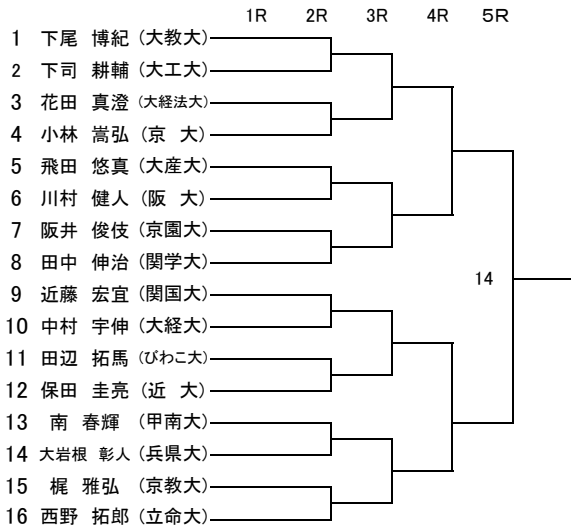 1R 2R 3R 4R 5R
1 下尾 博紀 (大教大)
2 下司 耕輔 (大工大)
3 花田 真澄 (大経法大)
4 小林 嵩弘 (京 大)
5 飛田 悠真 (大産大)
6 川村 健人 (阪 大)
7 阪井 俊伎 (京園大)
8 田中 伸治 (関学大)
9 近藤 宏宜 (関国大)
10 中村 宇伸 (大経大)
11 田辺 拓馬 (びわこ大)
12 保田 圭亮 (近 大)
13 南 春輝 (甲南大)
14 大岩根 彰人 (兵県大)
15 梶 雅弘 (京教大)
16 西野 拓郎 (立命大)
14